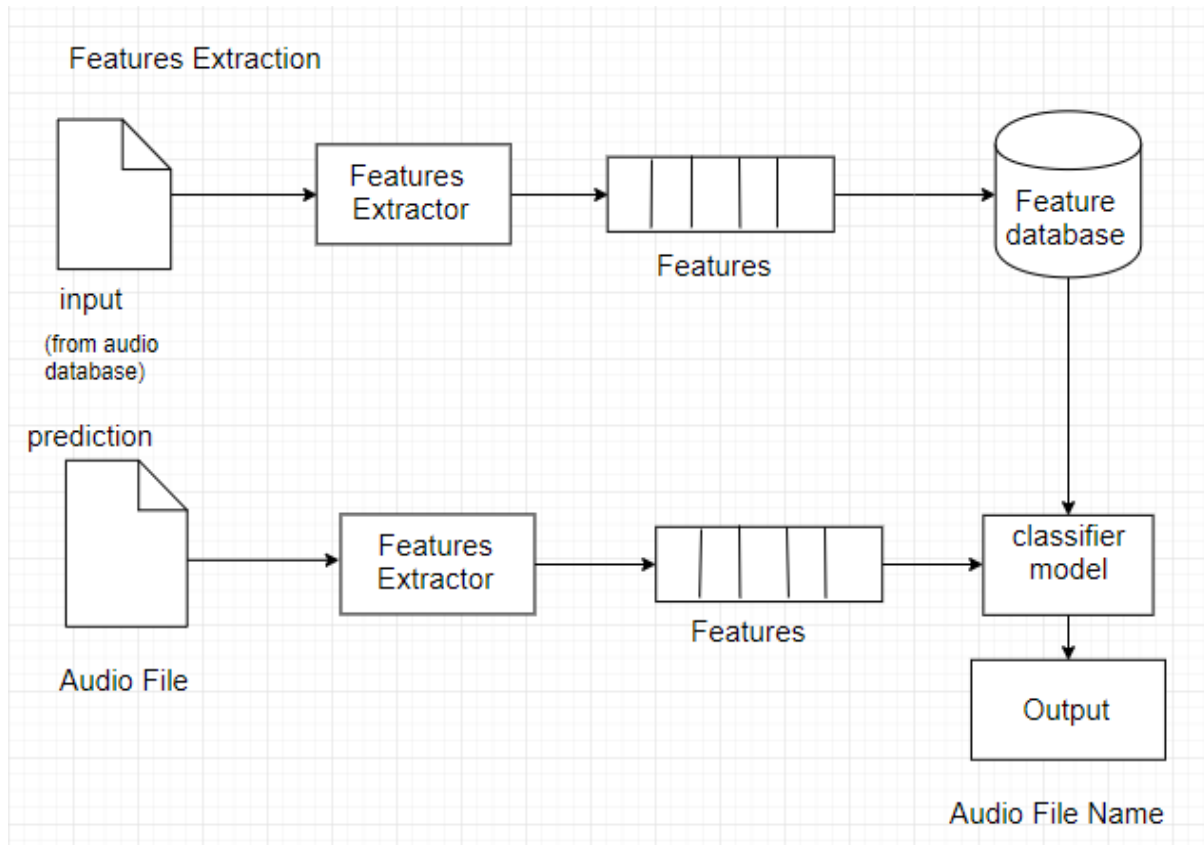 Features Extraction
Features
Extractor
Feature
database
Features
input
(from audio
database)
prediction
Features
Extractor
classifier
model
Features
Audio File
Output
Audio File Name